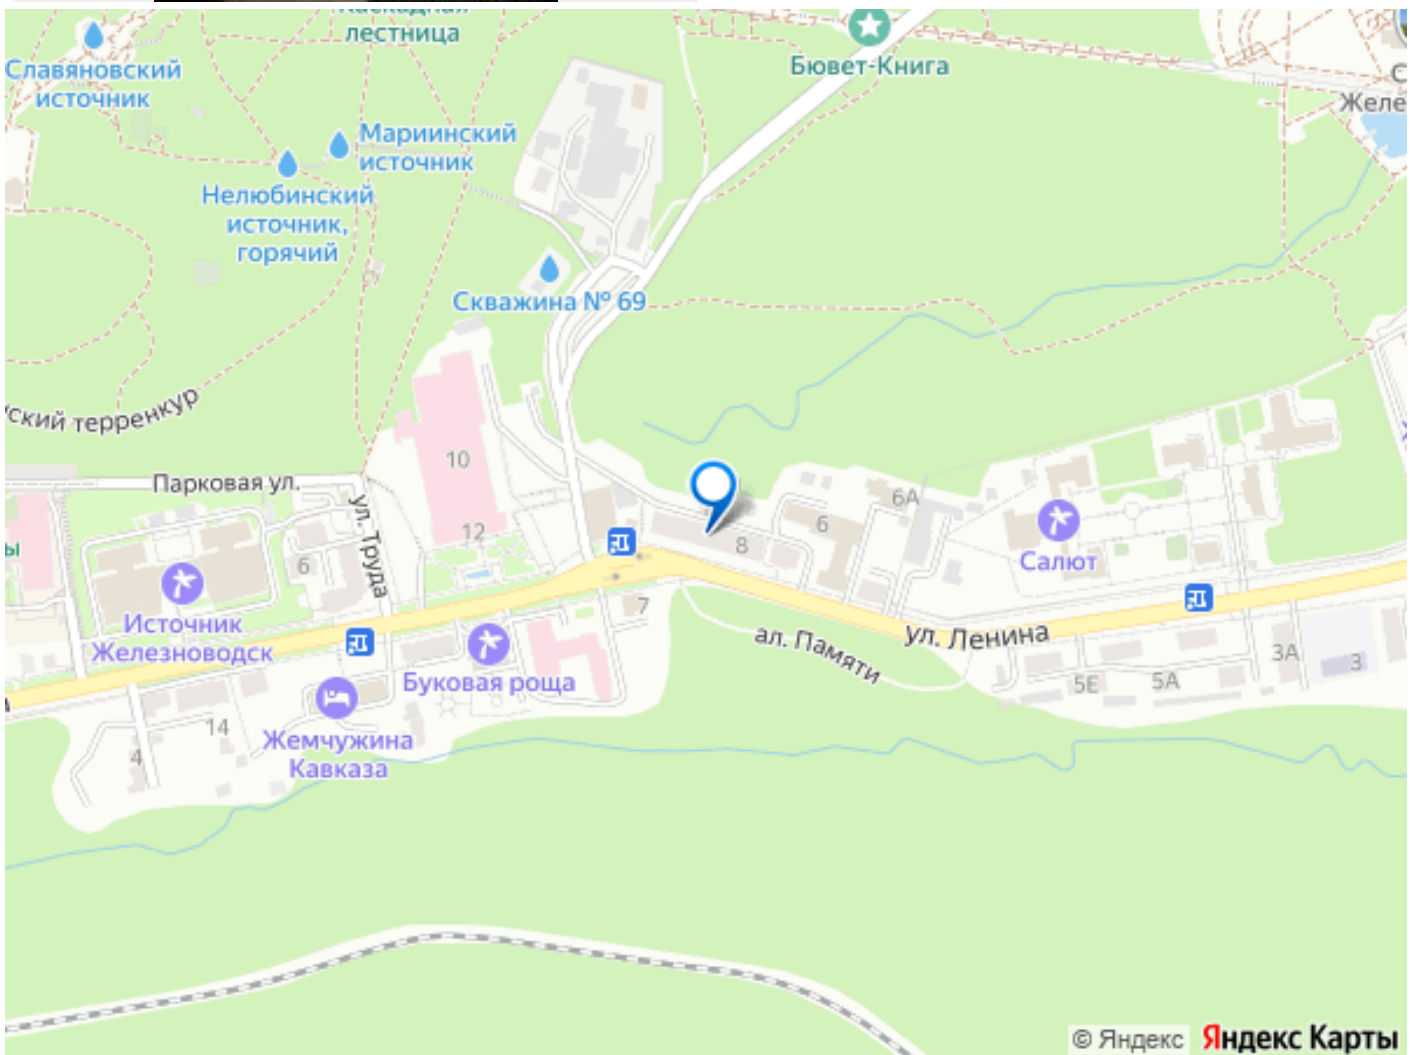 лестница
Бювет-Книга
Славяновский
источник
Желе
Мариинский
источник
Нелюбинский
источник,
горячий
Скважина № 69
ский терренкур
10
Парковая ул.
ул. Труда
12
6А
6
8
Салют
6
7
Источник
Железноводск
ал. Памяти
ул. Ленина
Буковая роща
5Е
5А
3А
3
14
4
Жемчужина
Кавказа
© Яндекс Яндекс Карты